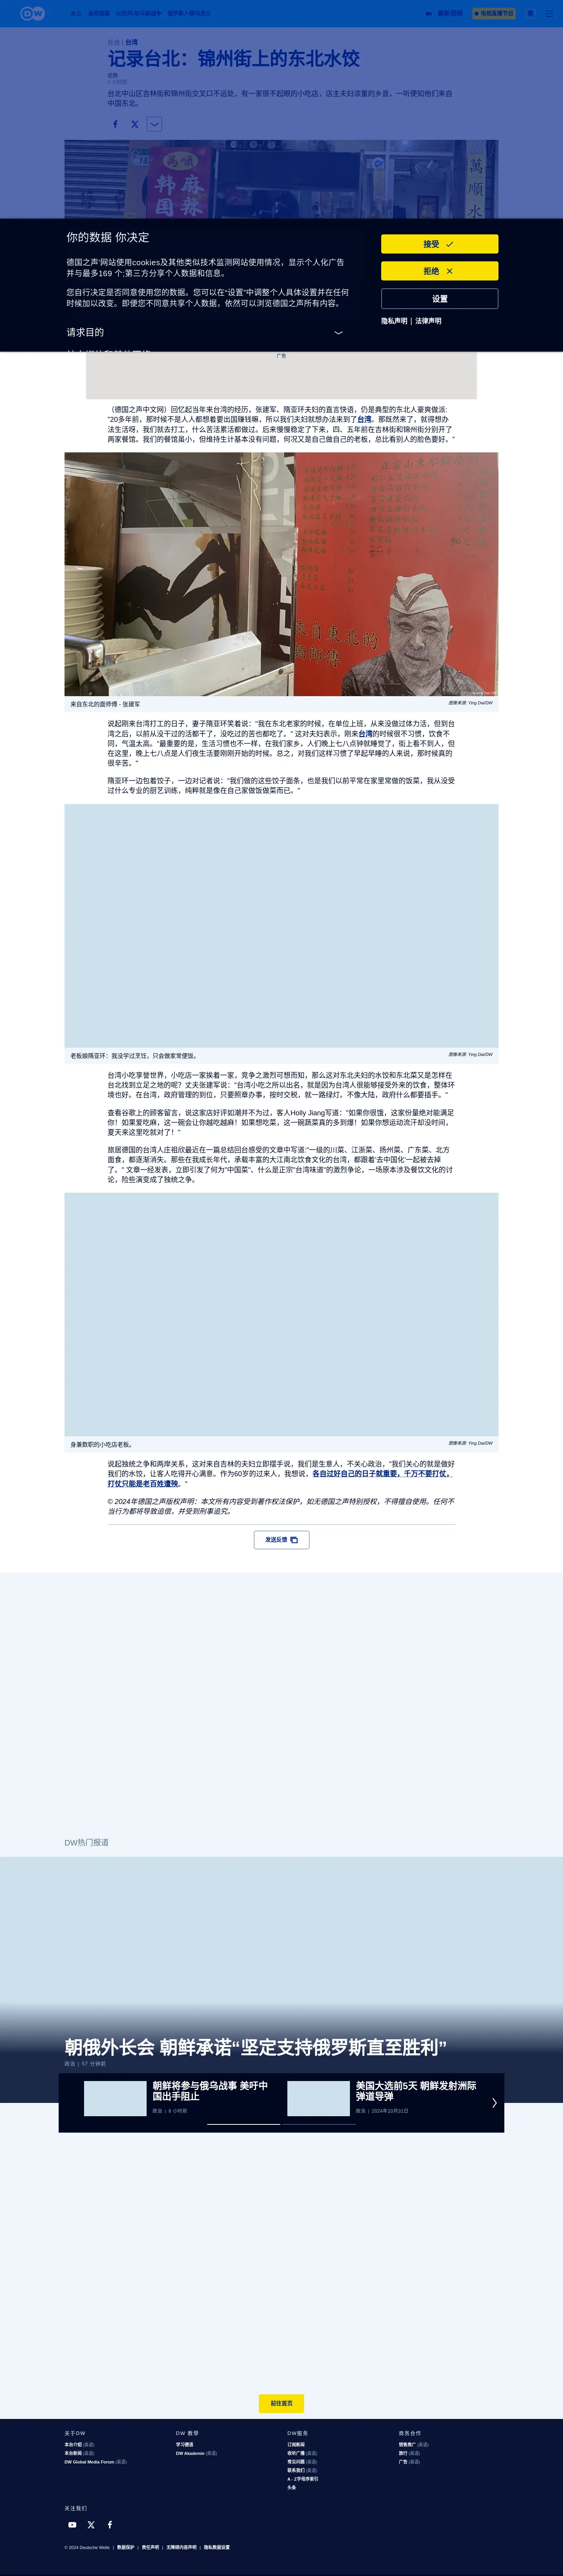 DW
社会 | 台湾
记录台北：锦州街上的东北水饺
8 小时前
台北中山区吉林街和锦州街交叉口不远处，有一家很不起眼的小吃店，店主夫妇浓重的乡音，一听便知他们来自
中国东北。
你的数据 你决定
德国之声'网站使用cookies及其他类似技术监测网站使用情况，显示个人化广告
并与最多169 个;第三方分享个人数据和信息。
您自行决定是否同意使用您的数据。您可以在“设置”中调整个人具体设置并在任何
时候加以改变。即便您不同意共享个人数据，依然可以浏览德国之声所有内容。
请求目的
接受
拒绝
设置
隐私声明 | 法律声明
广告
（德国之声中文网）回忆起当年来台湾的经历，张建军、隋亚环夫妇的直言快语，仍是典型的东北人豪爽做派:
"20多年前，那时候不是人人都想着要出国赚钱嘛，所以我们夫妇就想办法来到了台湾。那既然来了，就得想办
法生活呀，我们就去打工，什么苦活累活都做过。后来慢慢稳定了下来，四、五年前在吉林街和锦州街分别开了
两家餐馆。我们的餐馆虽小，但维持生计基本没有问题，何况又是自己做自己的老板，总比看别人的脸色要好。"
来自东北的
面师傅
来自东北的面师傅 - 张建军
图像来源: Ying Dai/DW
说起刚来台湾打工的日子，妻子隋亚环笑着说："我在东北老家的时候，在单位上班，从来没做过体力活，但到台
湾之后，以前从没干过的活都干了，没吃过的苦也都吃了。" 这对夫妇表示，刚来台湾的时候很不习惯，饮食不
同，气温太高。"最重要的是，生活习惯也不一样，在我们家乡，人们晚上七八点钟就睡觉了，街上看不到人，但
在这里，晚上七八点是人们夜生活要刚刚开始的时候。总之，对我们这样习惯了早起早睡的人来说，那时候真的
很辛苦。"
隋亚环一边包着饺子，一边对记者说："我们做的这些饺子面条，也是我们以前平常在家里常做的饭菜，我从没受
过什么专业的厨艺训练，纯粹就是像在自己家做饭做菜而已。"
老板娘隋亚环：我没学过烹饪，只会做家常便饭。
图像来源: Ying Dai/DW
台湾小吃享誉世界，小吃店一家挨着一家，竞争之激烈可想而知，那么这对东北夫妇的水饺和东北菜又是怎样在
台北找到立足之地的呢？丈夫张建军说："台湾小吃之所以出名，就是因为台湾人很能够接受外来的饮食，整体环
境也好。在台湾，政府管理的到位，只要照章办事，按时交税，就一路绿灯。不像大陆，政府什么都要插手。"
查看谷歌上的顾客留言，说这家店好评如潮并不为过，客人Holly Jiang写道："如果你很饿，这家份量绝对能满足
你！如果爱吃麻，这一碗会让你越吃越麻！如果想吃菜，这一碗蔬菜真的多到爆！如果你想运动流汗却没时间，
夏天来这里吃就对了！"
旅居德国的台湾人庄祖欣最近在一篇总结回台感受的文章中写道:"一级的川菜、江浙菜、扬州菜、广东菜、北方
面食，都逐渐消失。那些在我成长年代，承载丰富的大江南北饮食文化的台湾，都跟着'去中国化'一起被去掉
了。" 文章一经发表，立即引发了何为"中国菜"、什么是正宗"台湾味道"的激烈争论，一场原本涉及餐饮文化的讨
论，险些演变成了独统之争。
身兼数职的小吃店老板。
图像来源: Ying Dai/DW
说起独统之争和两岸关系，这对来自吉林的夫妇立即摆手说，我们是生意人，不关心政治，"我们关心的就是做好
我们的水饺，让客人吃得开心满意。作为60岁的过来人，我想说，各自过好自己的日子就重要，千万不要打仗，
打仗只能是老百姓遭殃。"
© 2024年德国之声版权声明：本文所有内容受到著作权法保护，如无德国之声特别授权，不得擅自使用。任何不
当行为都将导致追偿，并受到刑事追究。
发送反馈
DW热门报道
朝俄外长会 朝鲜承诺“坚定支持俄罗斯直至胜利”
政治 | 57 分钟前
朝鲜将参与俄乌战事 美吁中
国出手阻止
政治 | 8 小时前
美国大选前5天 朝鲜发射洲际
弹道导弹
政治 | 2024年10月31日
前往首页
关于DW
本台介绍 (英语)
本台新闻 (英语)
DW Global Media Forum (英语)
DW 教學
学习德语
DW Akademie (英语)
DW服务
订阅新闻
收听广播 (英语)
常见问题 (英语)
联系我们 (英语)
A - Z字母序索引
头条
商务合作
销售推广 (英语)
旅行 (英语)
广告 (英语)
关注我们
© 2024 Deutsche Welle | 数据保护 | 责任声明 | 无障碍内容声明 | 隐私数据设置